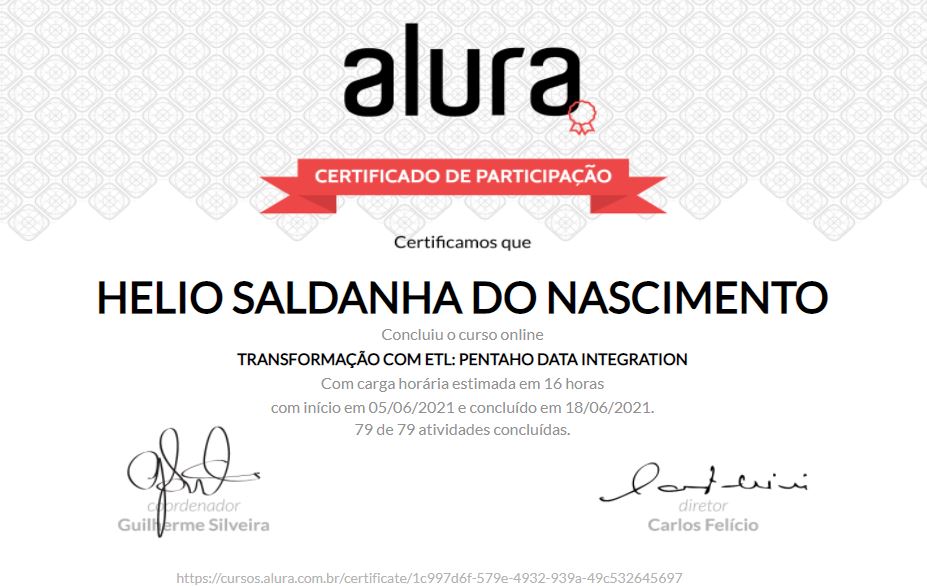 alura
CERTIFICADO DE PARTICIPAÇÃO
Certificamos que
HELIO SALDANHA DO NASCIMENTO
Concluiu o curso online
TRANSFORMAÇÃO COM ETL: PENTAHO DATA INTEGRATION
Com carga horária estimada em 16 horas
com início em 05/06/2021 e concluído em 18/06/2021.
79 de 79 atividades concluídas.
coordenador
Guilherme Silveira
diretor
Carlos Felício
https://cursos.alura.com.br/certificate/1c997d6f-579e-4932-939a-49c532645697